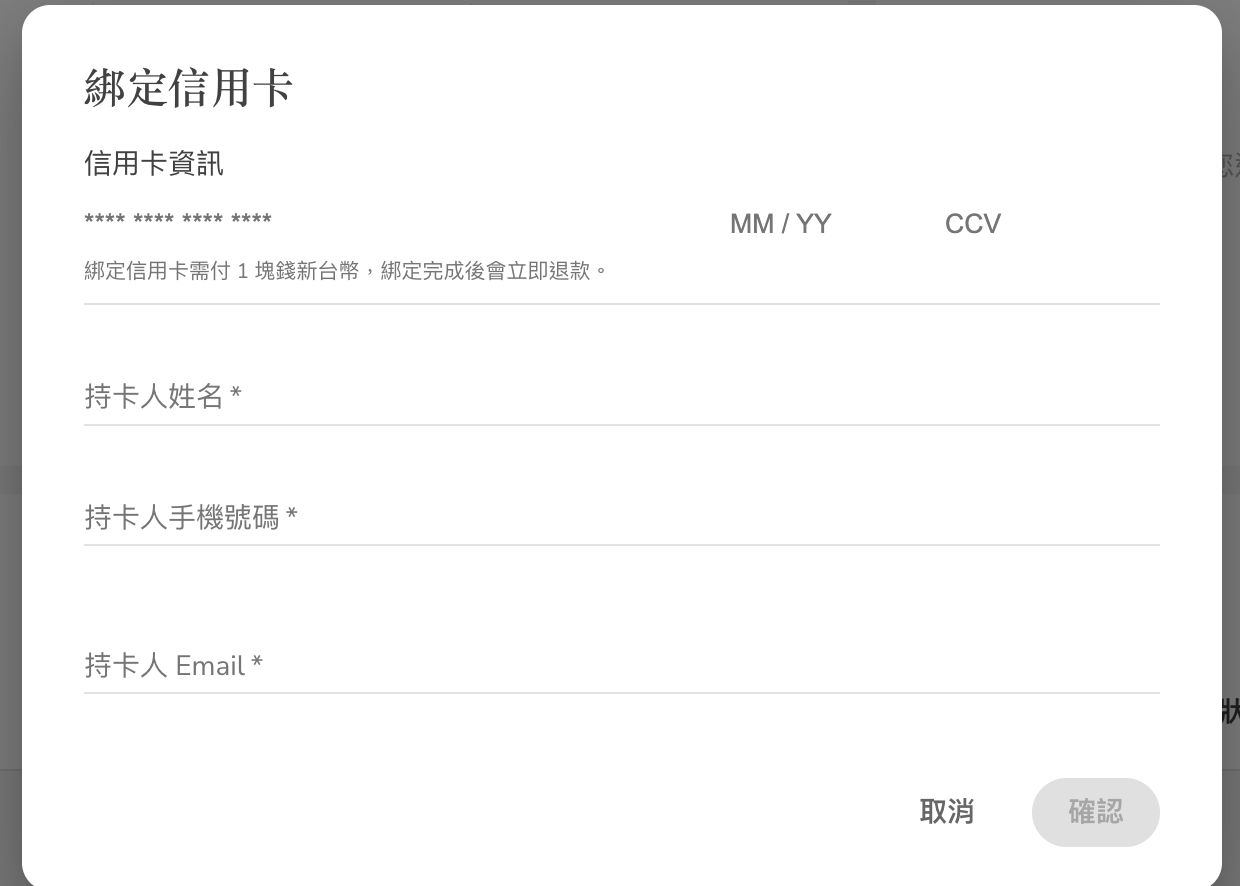 綁定信用卡
信用卡資訊
**** **** **** **** MM / YY CCV
綁定信用卡需付 1 塊錢新台幣，綁定完成後會立即退款。
持卡人姓名 *
持卡人手機號碼 *
持卡人 Email *
取消 確認